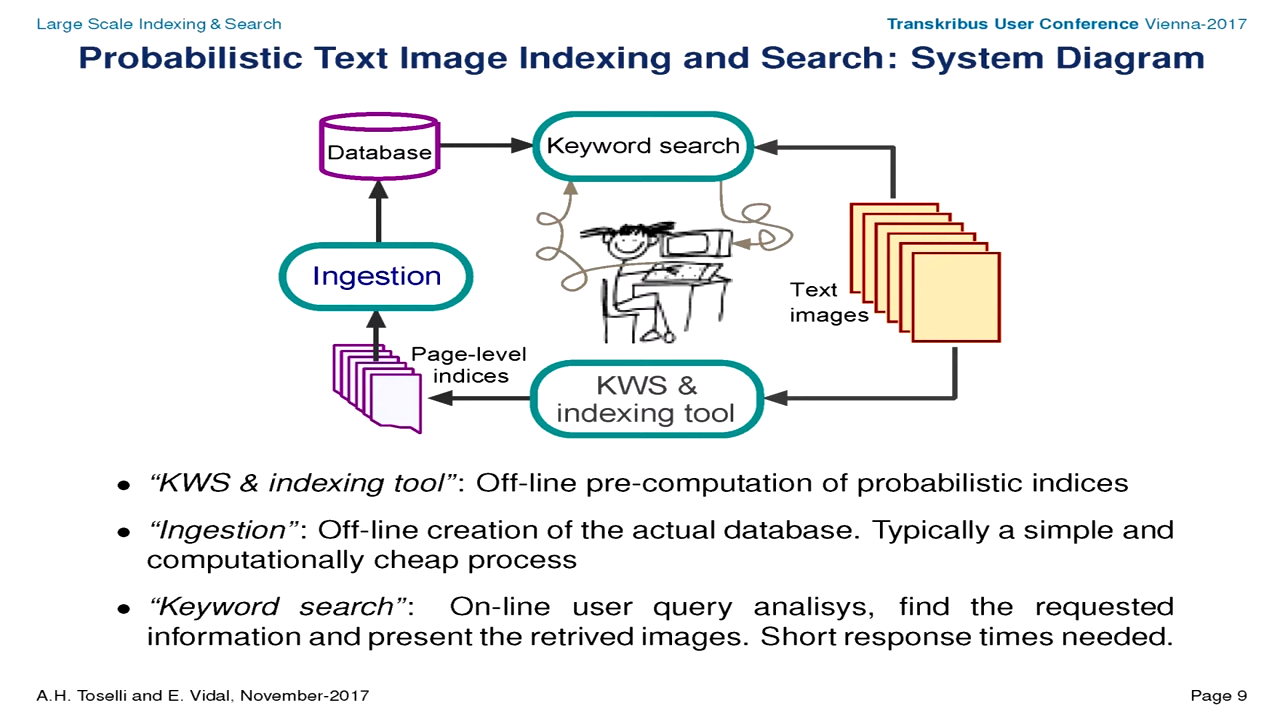 Large Scale Indexing & Search
Transkribus User Conference Vienna-2017
Probabilistic Text Image Indexing and Search: System Diagram
Database
Keyword search
Ingestion
Text
images
Page-level
indices
KWS &
indexing tool
• “KWS & indexing tool”: Off-line pre-computation of probabilistic indices
• “Ingestion”: Off-line creation of the actual database. Typically a simple and
computationally cheap process
• “Keyword search”: On-line user query analisys, find the requested
information and present the retrived images. Short response times needed.
A.H. Toselli and E. Vidal, November-2017
Page 9